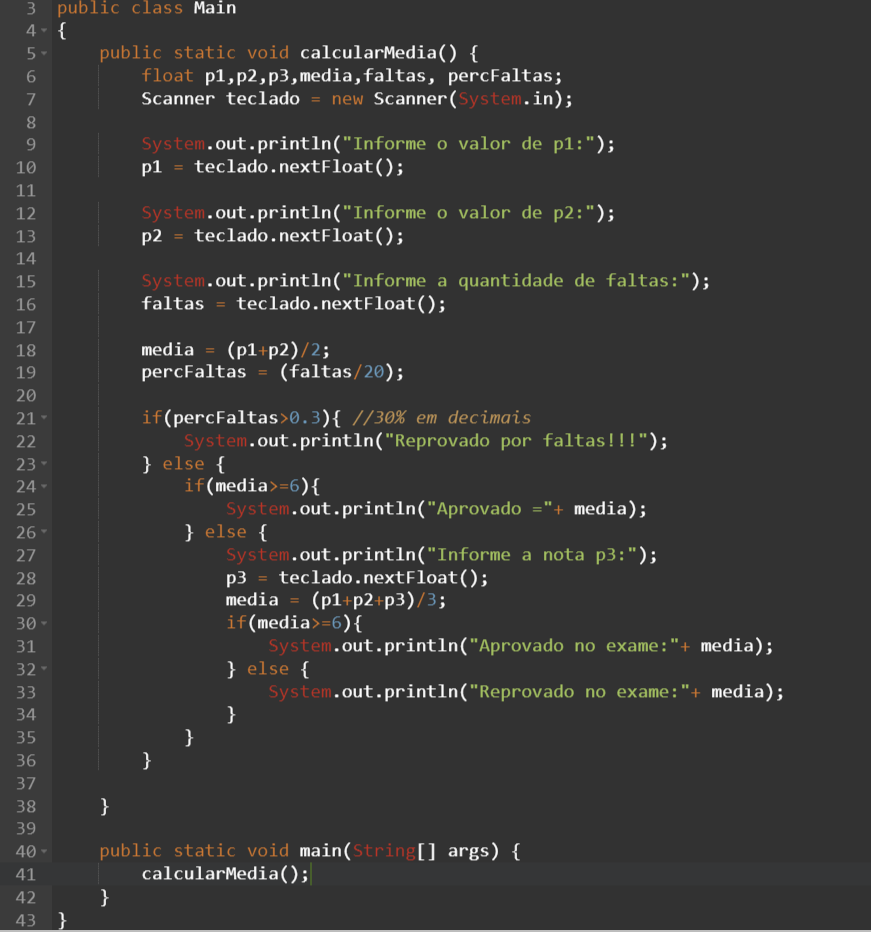 3 public class Main
4 {
5     public static void calcularMedia() {
6         float p1,p2,p3,media,faltas, percFaltas;
7         Scanner teclado = new Scanner(System.in);
8
9         System.out.println("Informe o valor de p1:");
10         p1 = teclado.nextFloat();
11
12         System.out.println("Informe o valor de p2:");
13         p2 = teclado.nextFloat();
14
15         System.out.println("Informe a quantidade de faltas:");
16         faltas = teclado.nextFloat();
17
18         media = (p1+p2)/2;
19         percFaltas = (faltas/20);
20
21         if(percFaltas>0.3){ //30% em decimais
22             System.out.println("Reprovado por faltas!!!");
23         } else {
24             if(media>=6){
25                 System.out.println("Aprovado ="+ media);
26             } else {
27                 System.out.println("Informe a nota p3:");
28                 p3 = teclado.nextFloat();
29                 media = (p1+p2+p3)/3;
30                 if(media>=6){
31                     System.out.println("Aprovado no exame:"+ media);
32                 } else {
33                     System.out.println("Reprovado no exame:"+ media);
34                 }
35             }
36         }
37
38     }
39
40     public static void main(String[] args) {
41         calcularMedia();
42     }
43 }